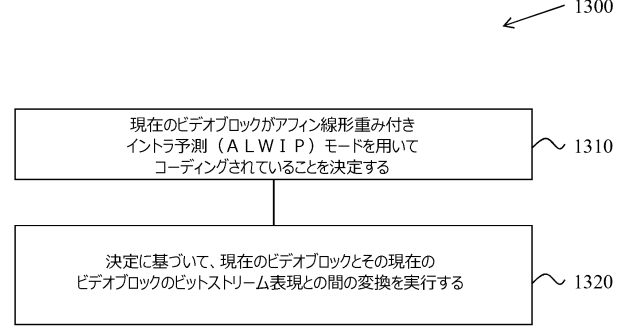 1300
現在のビデオブロックがアフィン線形重み付き
イントラ予測（ＡＬＷＩＰ）モードを用いて
コーディングされていることを決定する
1310
決定に基づいて、現在のビデオブロックとその現在の
ビデオブロックのビットストリーム表現との間の変換を実行する
1320